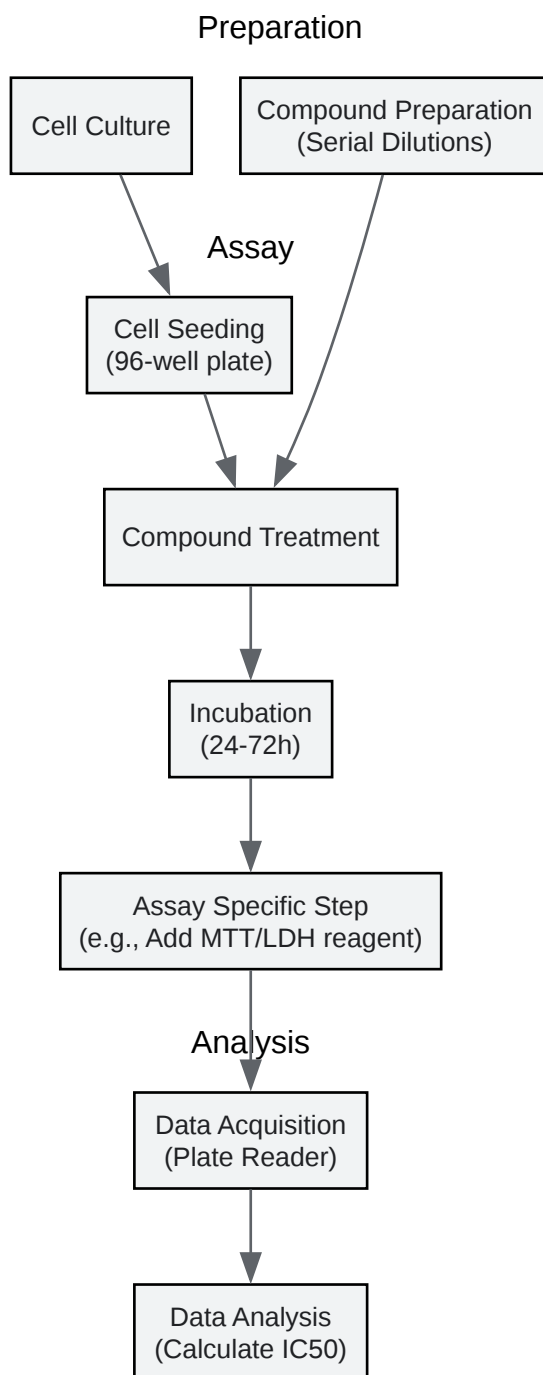 Preparation
Cell Culture
Compound Preparation
(Serial Dilutions)
Assay
Cell Seeding
(96-well plate)
Compound Treatment
Incubation
(24-72h)
Assay Specific Step
(e.g., Add MTT/LDH reagent)
Analysis
Data Acquisition
(Plate Reader)
Data Analysis
(Calculate IC50)